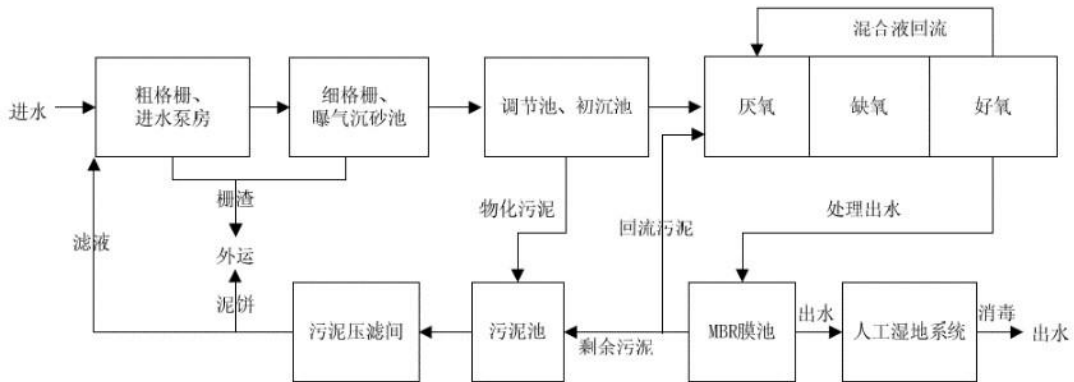 混合液回流
进水
粗格栅、
进水泵房
细格栅、
曝气沉砂池
调节池、初沉池
厌氧
缺氧
好氧
栅渣
物化污泥
回流污泥
处理出水
滤液
外运
泥饼
污泥压滤间
污泥池
剩余污泥
MBR膜池
出水
人工湿地系统
消毒
出水